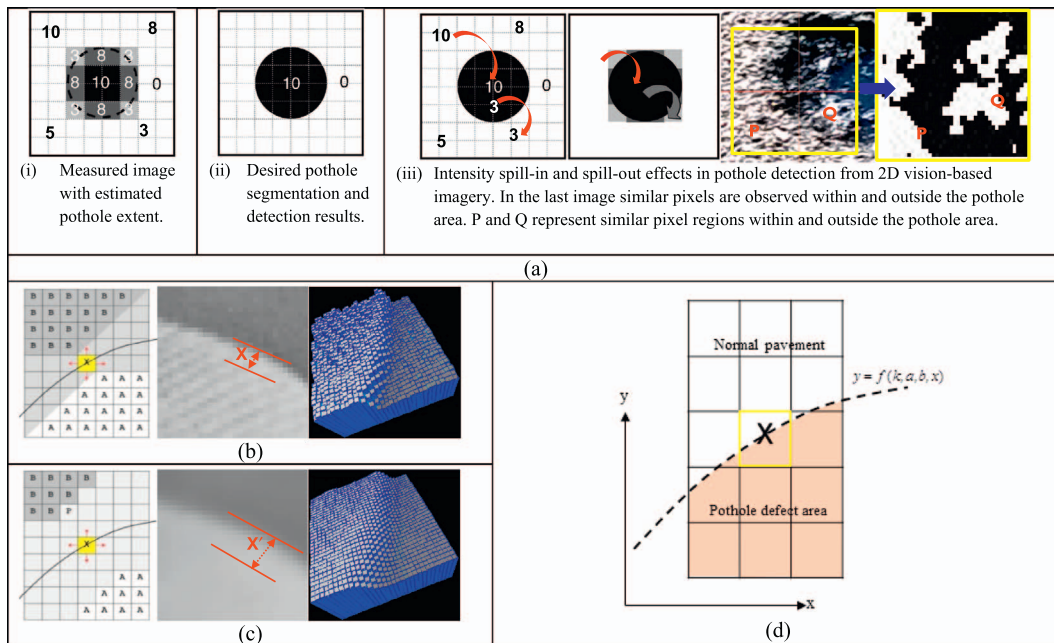 10
8
3 8 3
8 10 8
0
3 8 3
5
3
(i) Measured image
with estimated
pothole extent.
10
0
(ii) Desired pothole
segmentation and
detection results.
10
8
10
0
3
5
3
P
Q
P
Q
(iii) Intensity spill-in and spill-out effects in pothole detection from 2D vision-based
imagery. In the last image similar pixels are observed within and outside the pothole
area. P and Q represent similar pixel regions within and outside the pothole area.
(a)
B B B B B B
B B B B B
B B B B
B B B
X
A A A
A A A A
A A A A A
A A A A A A
X
(b)
B B B B
B B B
B B P
X
A A
A A A
A A A A
X′
(c)
Normal pavement
y = f(k,a,b,x)
y
X
Pothole defect area
x
(d)